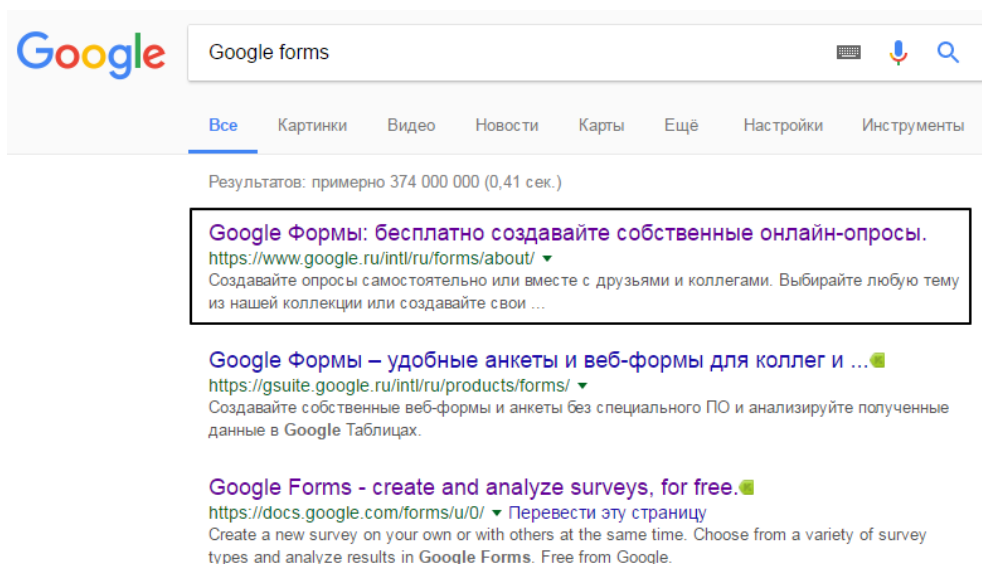 Google
Google forms
Все Картинки Видео Новости Карты Ещё Настройки Инструменты
Результатов: примерно 374 000 000 (0,41 сек.)
Google Формы: бесплатно создавайте собственные онлайн-опросы.
https://www.google.ru/intl/ru/forms/about/
Создавайте опросы самостоятельно или вместе с друзьями и коллегами. Выбирайте любую тему
из нашей коллекции или создавайте свои ...
Google Формы – удобные анкеты и веб-формы для коллег и ...
https://gsuite.google.ru/intl/ru/products/forms/
Создавайте собственные веб-формы и анкеты без специального ПО и анализируйте полученные
данные в Google Таблицах.
Google Forms - create and analyze surveys, for free.
https://docs.google.com/forms/u/0/ Перевести эту страницу
Create a new survey on your own or with others at the same time. Choose from a variety of survey
types and analyze results in Google Forms. Free from Google.